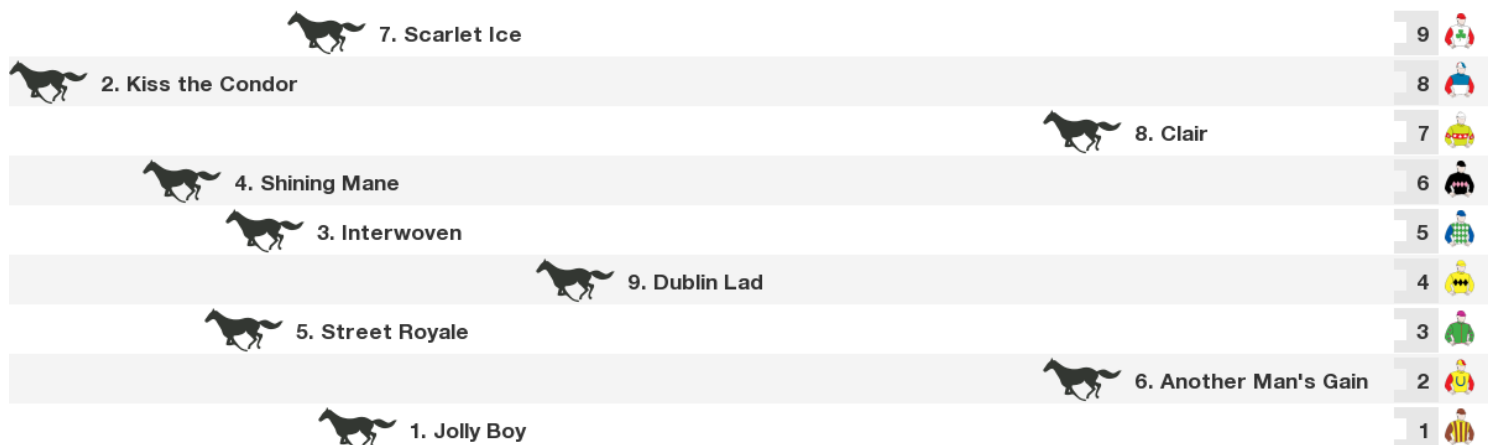 7. Scarlet Ice 9
2. Kiss the Condor 8
8. Clair 7
4. Shining Mane 6
3. Interwoven 5
9. Dublin Lad 4
5. Street Royale 3
6. Another Man's Gain 2
1. Jolly Boy 1